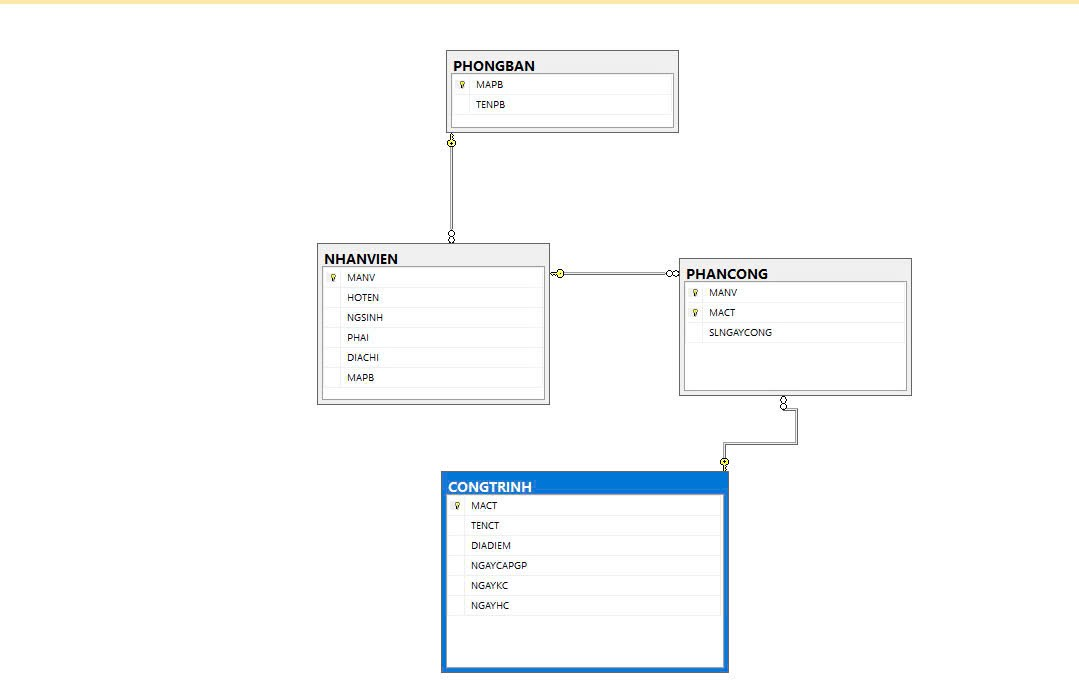 PHONGBAN
MAPB
TENPB
NHANVIEN
MANV
HOTEN
NGSINH
PHAI
DIACHI
MAPB
PHANCONG
MANV
MACT
SLNGAYCONG
CONGTRINH
MACT
TENCT
DIADIEM
NGAYCAPGP
NGAYKC
NGAYHC